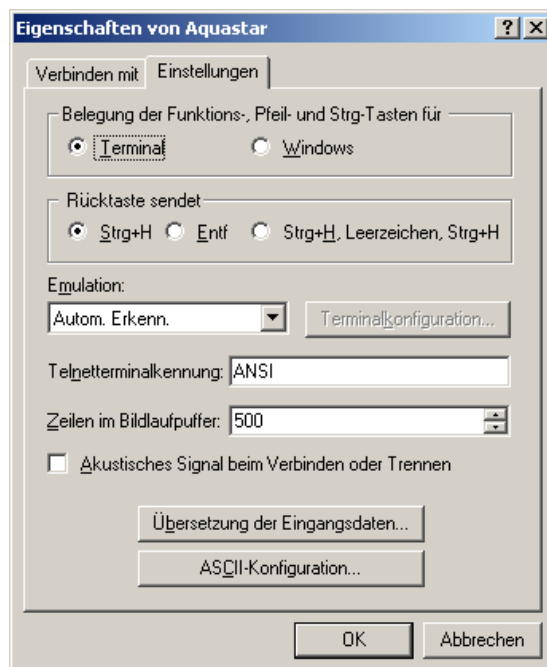 Eigenschaften von Aquastar
Verbinden mit Einstellungen
Belegung der Funktions-, Pfeil- und Strg-Tasten für
Terminal Windows
Rücktaste sendet
Strg+H Entf Strg+H, Leerzeichen, Strg+H
Emulation:
Autom. Erkenn. Terminalkonfiguration...
Telnetterminalkennung: ANSI
Zeilen im Bildlaufpuffer: 500
Akustisches Signal beim Verbinden oder Trennen
Übersetzung der Eingangsdaten...
ASCII-Konfiguration...
OK Abbrechen